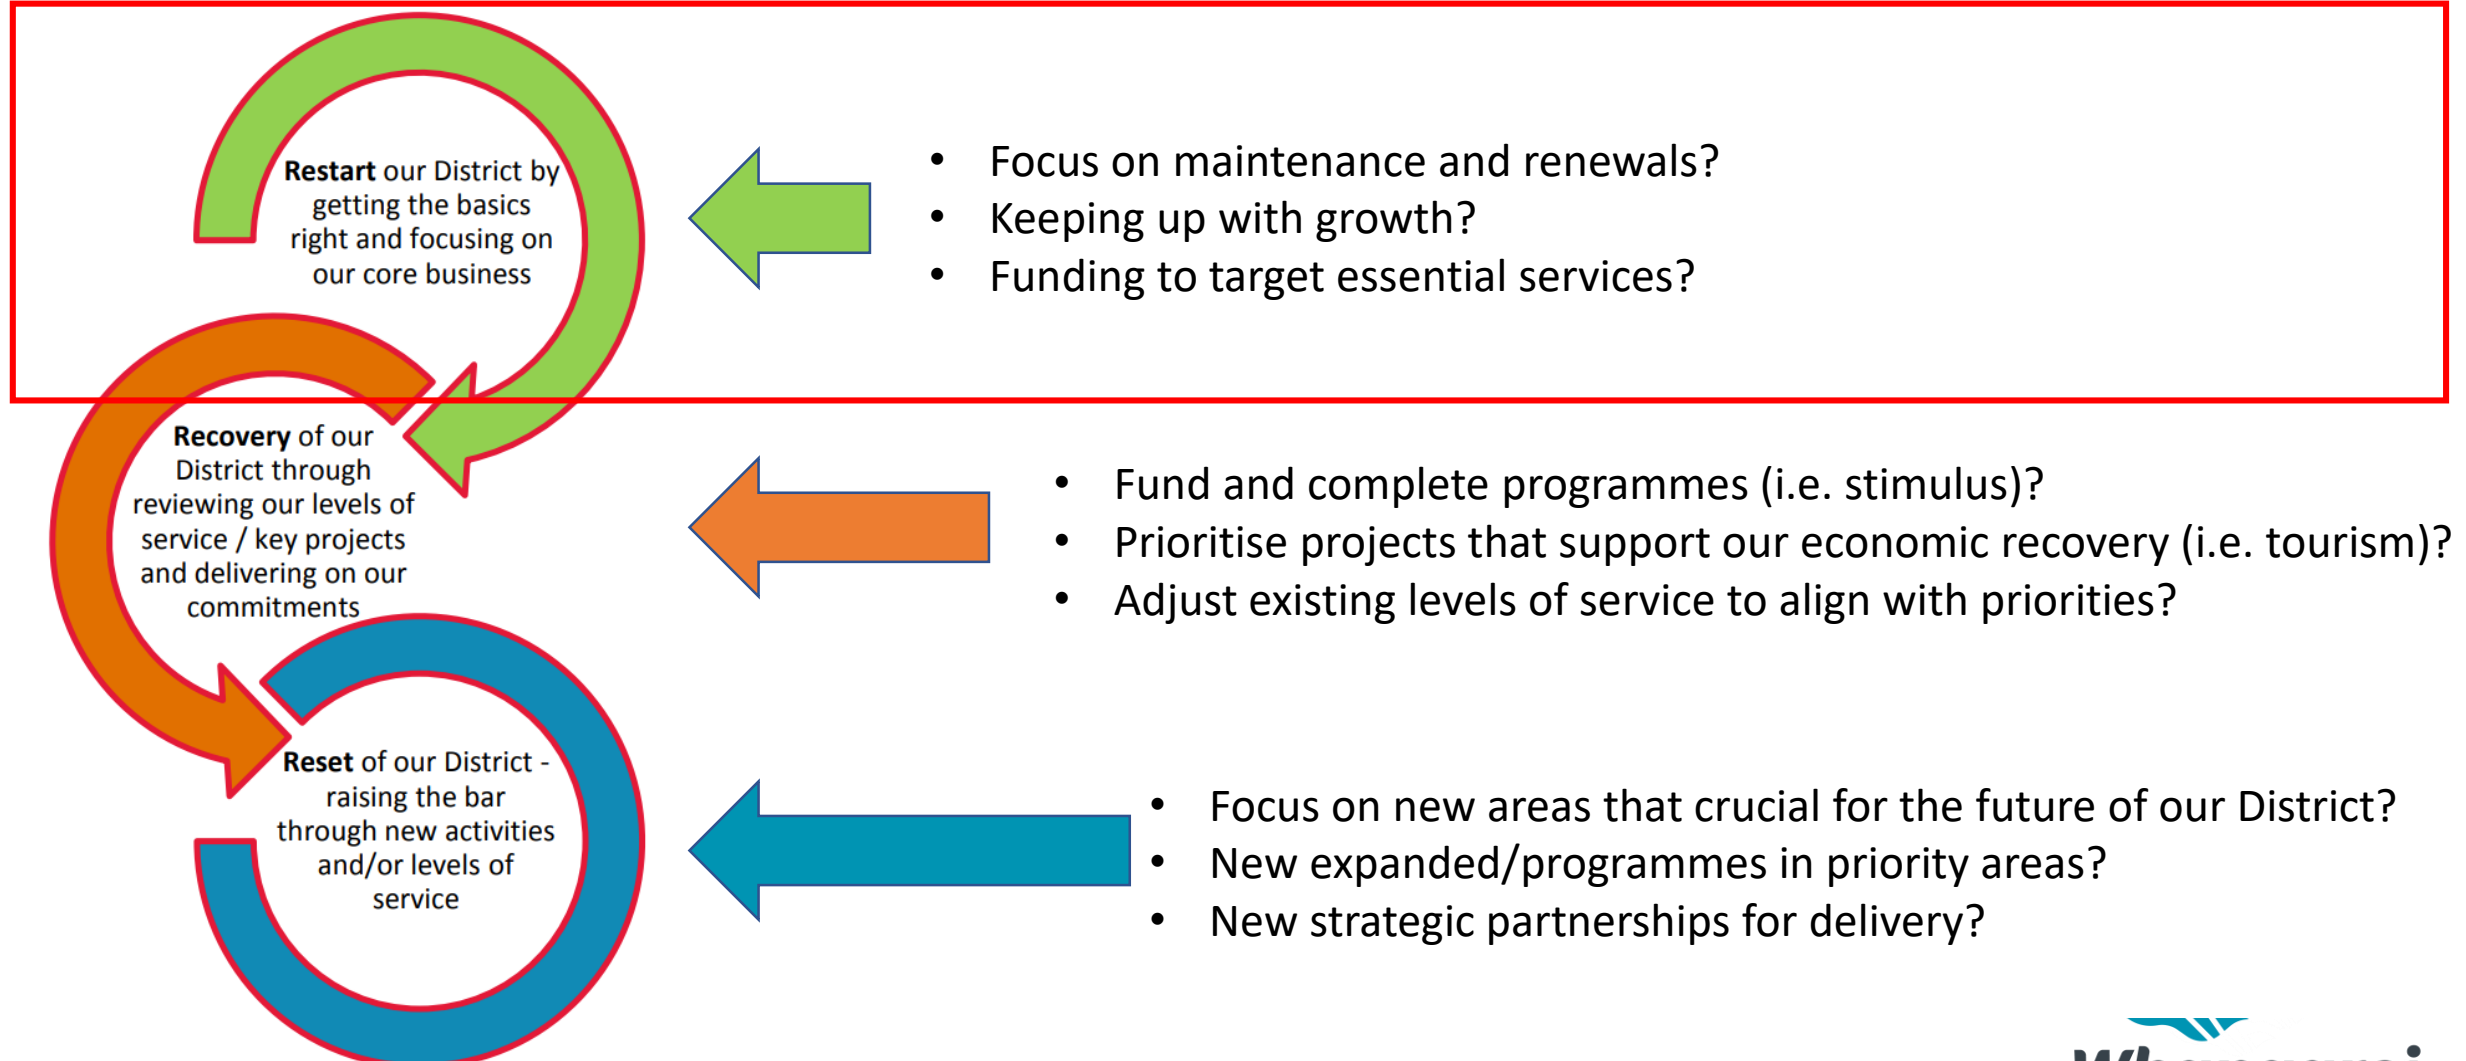 Restart our District by
getting the basics
right and focusing on
our core business
• Focus on maintenance and renewals?
• Keeping up with growth?
• Funding to target essential services?
Recovery of our
District through
reviewing our levels of
service / key projects
and delivering on our
commitments
• Fund and complete programmes (i.e. stimulus)?
• Prioritise projects that support our economic recovery (i.e. tourism)?
• Adjust existing levels of service to align with priorities?
Reset of our District -
raising the bar
through new activities
and/or levels of
service
• Focus on new areas that crucial for the future of our District?
• New expanded/programmes in priority areas?
• New strategic partnerships for delivery?